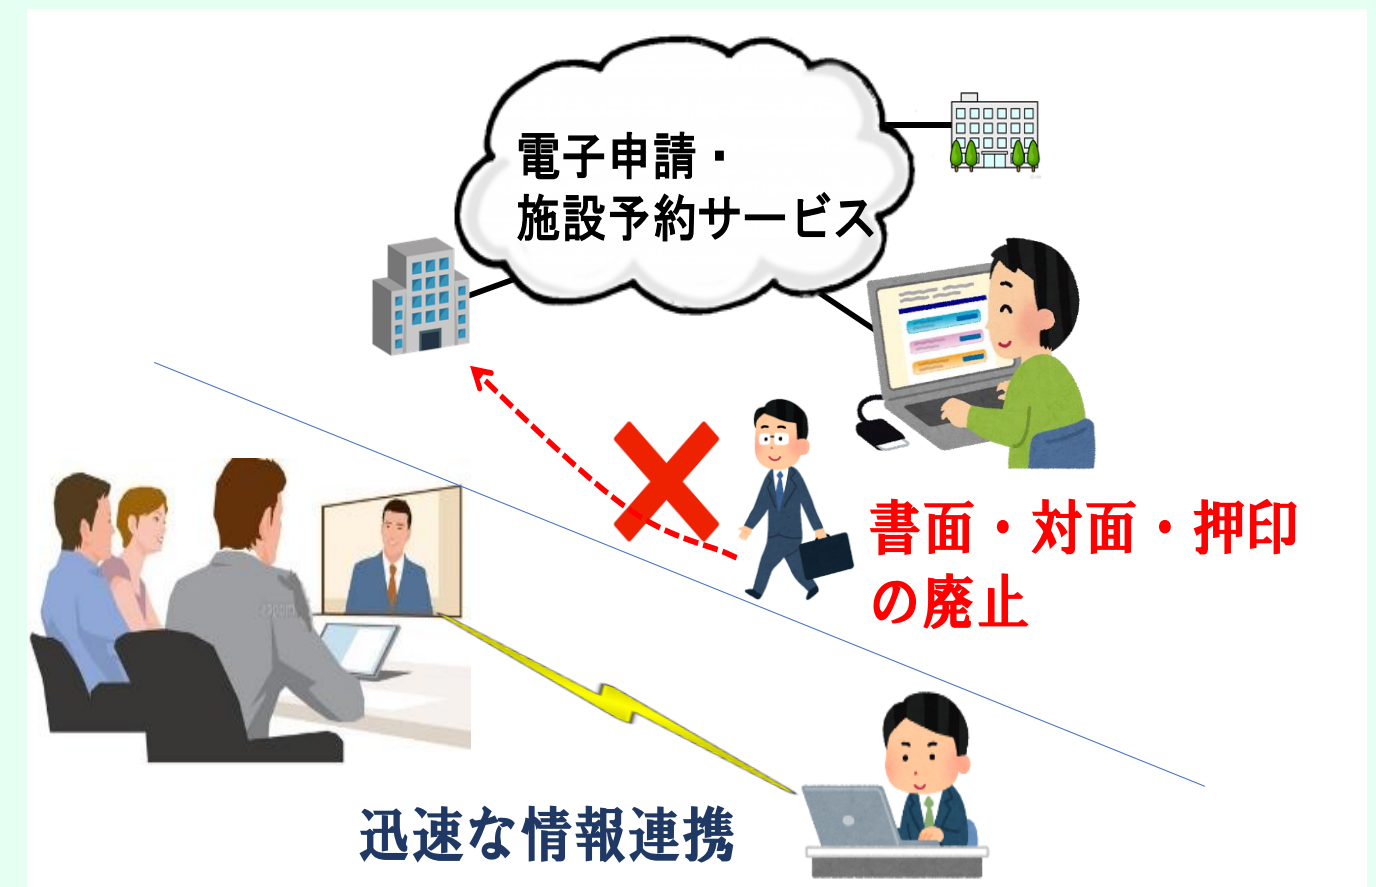 電子申請・
施設予約サービス
書面・対面・押印
の廃止
迅速な情報連携